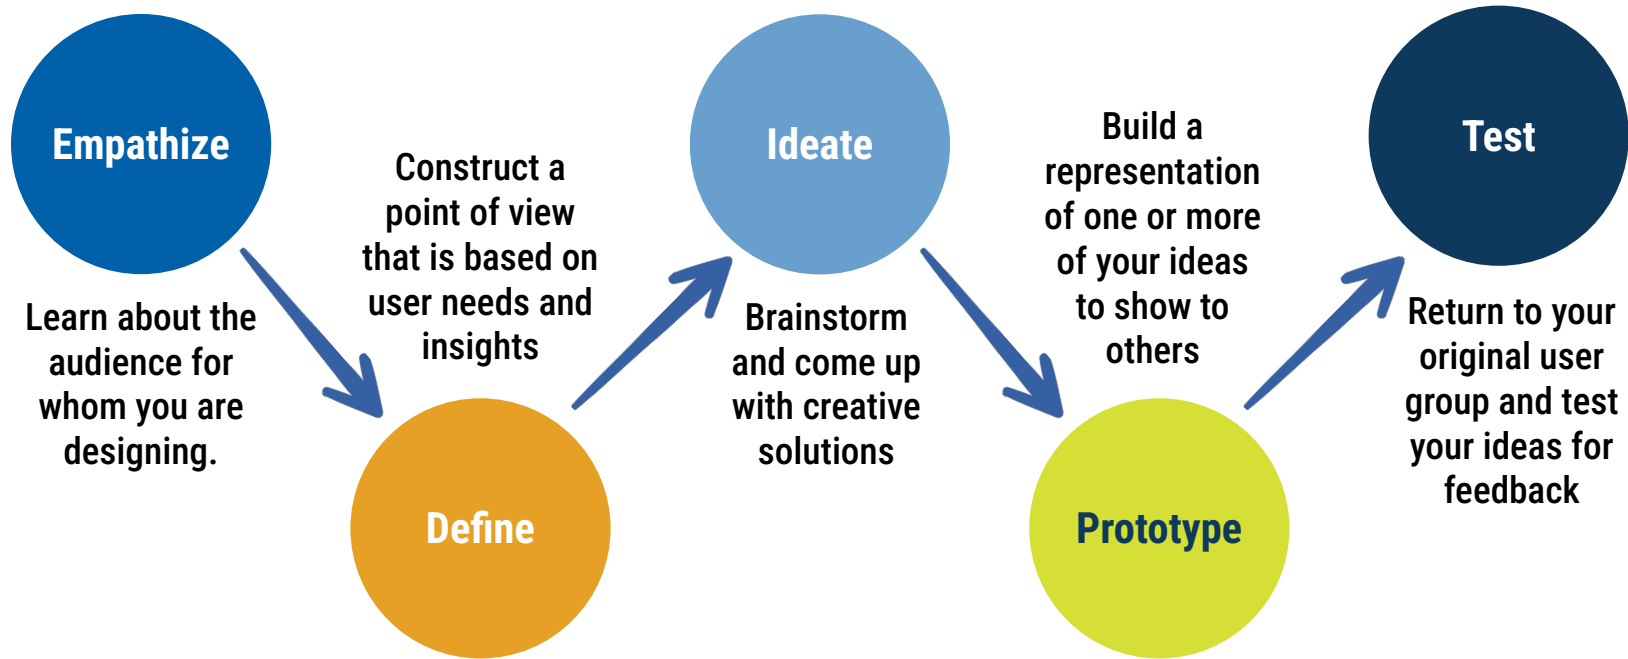 Empathize
Learn about the
audience for
whom you are
designing.
Construct a
point of view
that is based on
user needs and
insights
Define
Ideate
Brainstorm
and come up
with creative
solutions
Build a
representation
of one or more
of your ideas
to show to
others
Prototype
Test
Return to your
original user
group and test
your ideas for
feedback